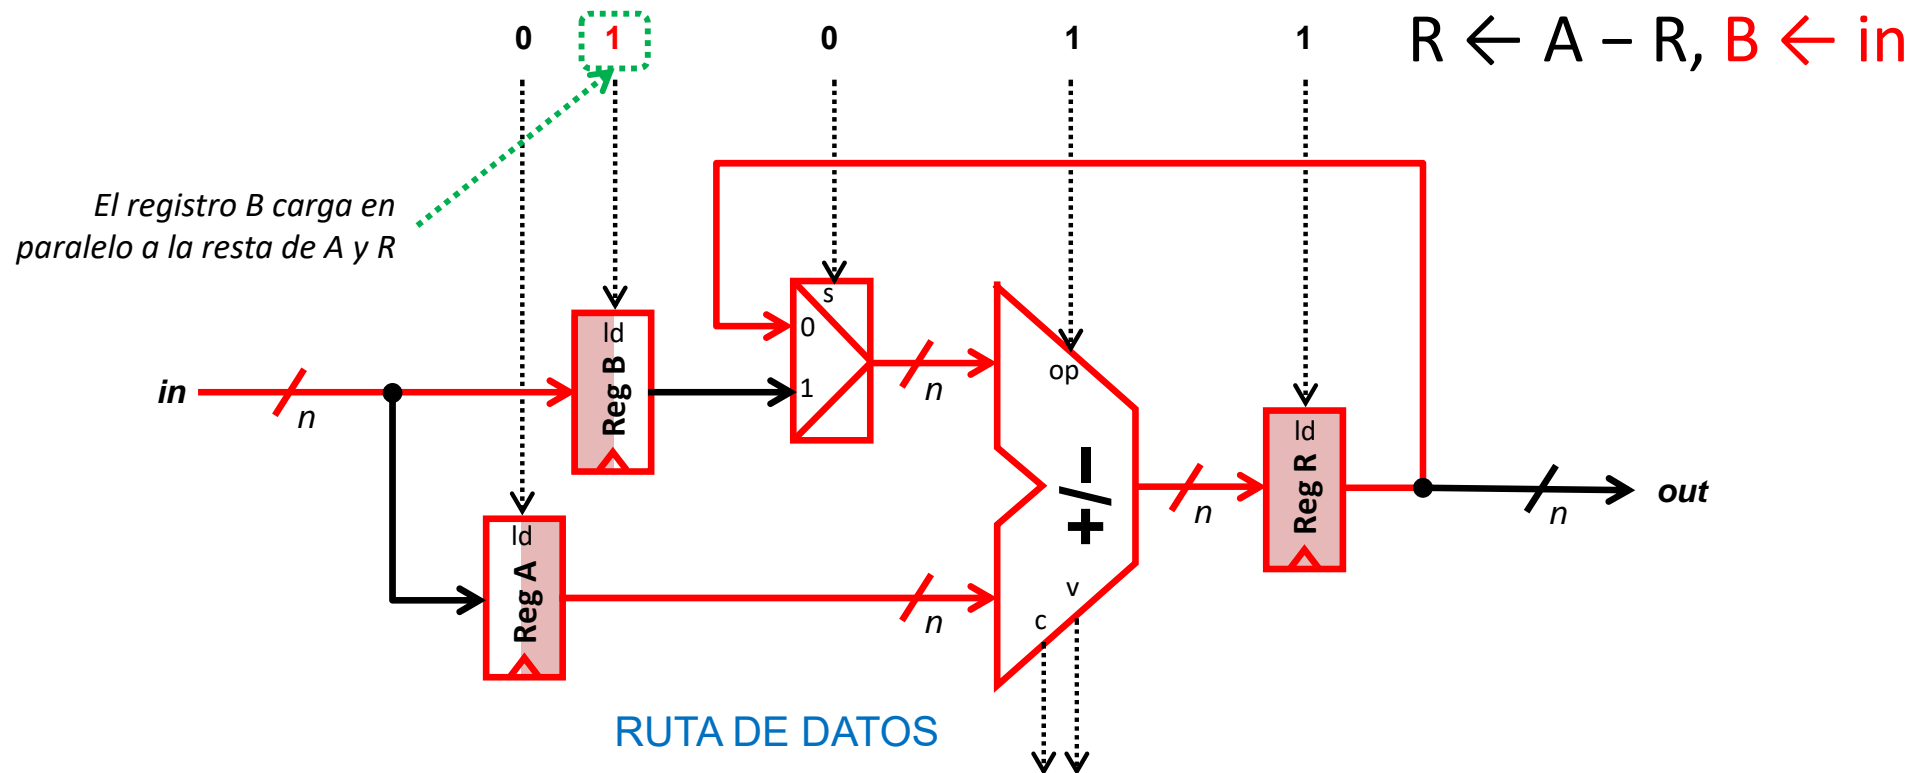 0 1 0 1 1
R ← A – R, B ← in
El registro B carga en
paralelo a la resta de A y R
s
0
ld
Reg B
1
n
op
in
n
ld
Reg R
+/–
n
n
out
ld
Reg A
n
v
c
RUTA DE DATOS